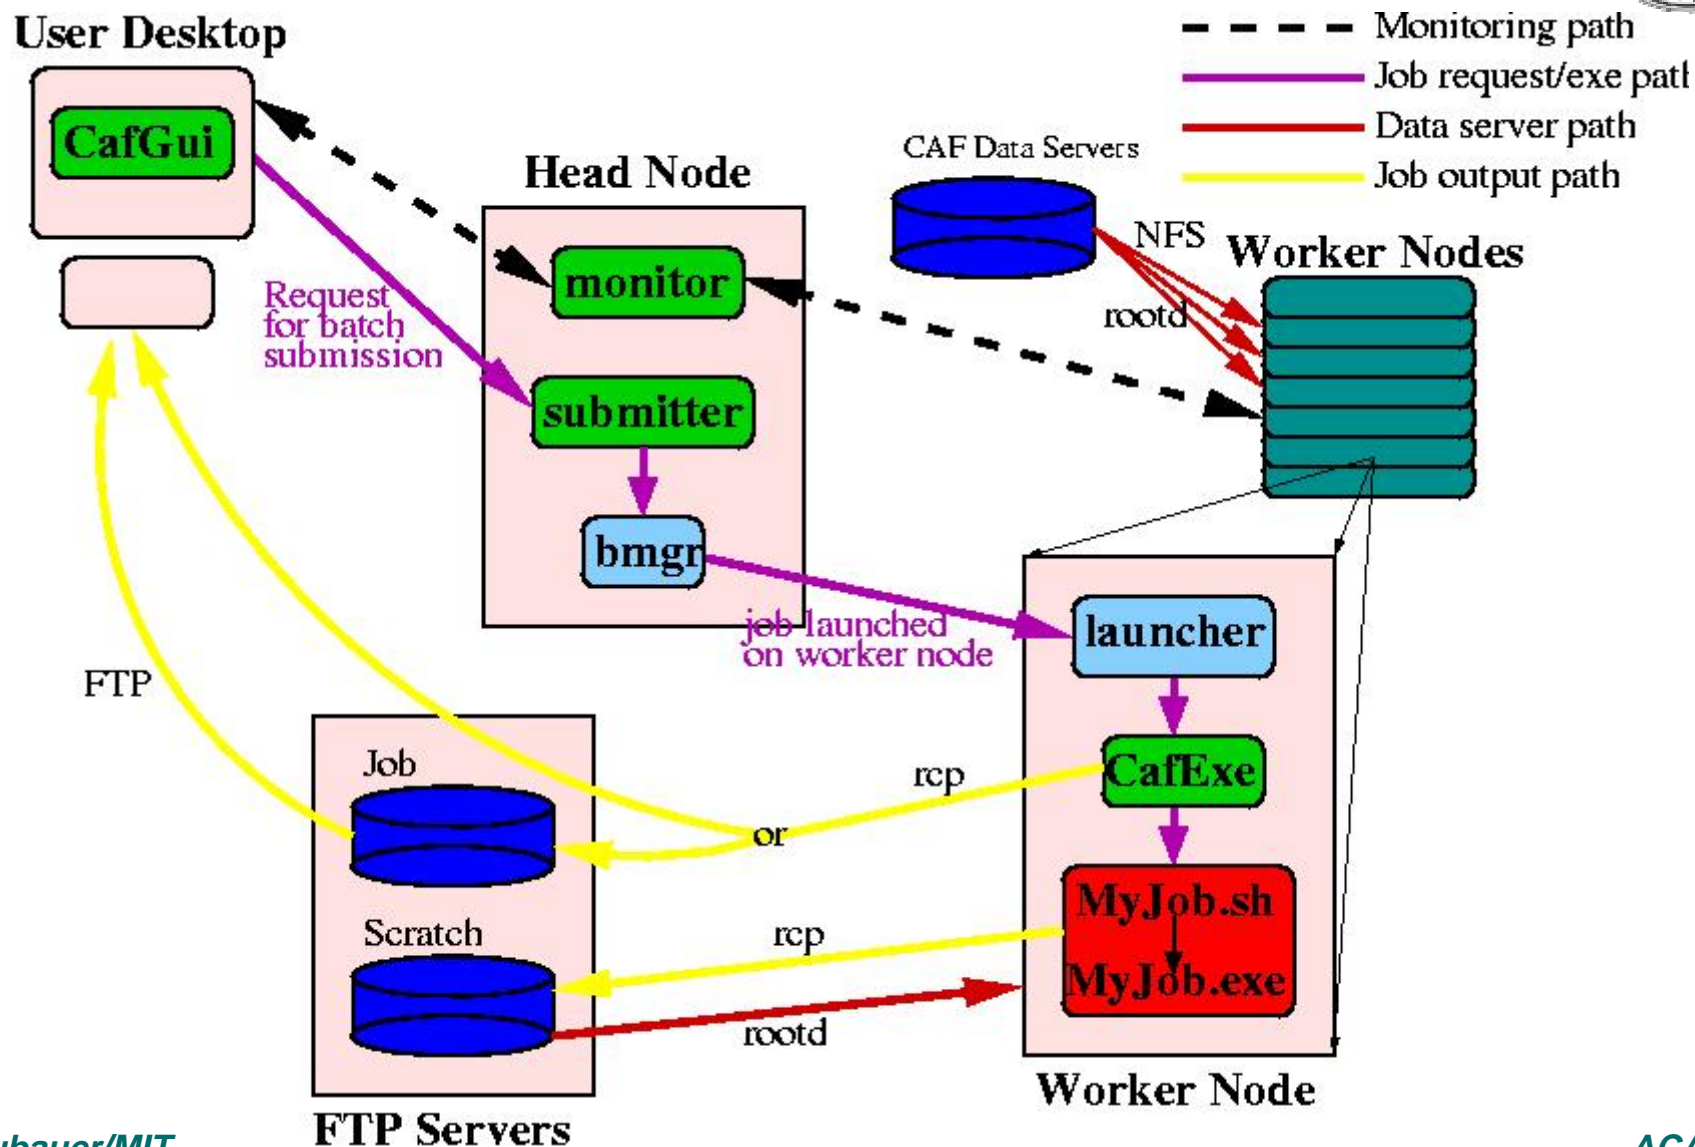 User Desktop
CafGui
Monitoring path
Job request/exe path
Data server path
Job output path
Head Node
monitor
submitter
bmgr
Request
for batch
submission
CAF Data Servers
NFS
rootd
Worker Nodes
job launched
on worker node
launcher
CafExe
MyJob.sh
MyJob.exe
Worker Node
FTP
Job
Scratch
rcp
or
rcp
rootd
FTP Servers